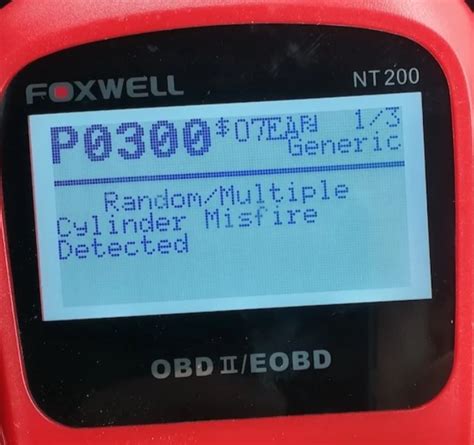 FOXWELL NT200
P0300 $07E 1/3
Generic
Random/Multiple
Cylinder Misfire
Detected
OBD II/EOBD